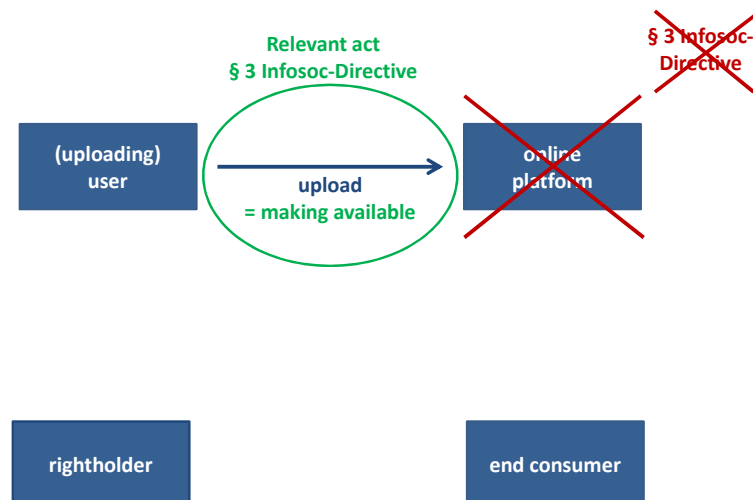 Relevant act
§ 3 Infosoc-Directive
§ 3 Infosoc-
Directive
(uploading)
user
upload
= making available
online
platform
rightholder
end consumer